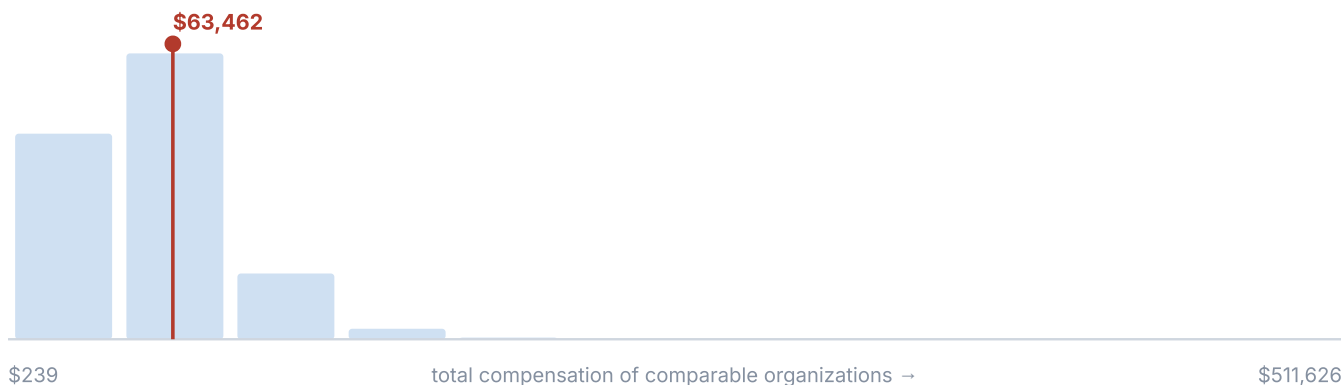 $63,462
$239 total compensation of comparable organizations → $511,626